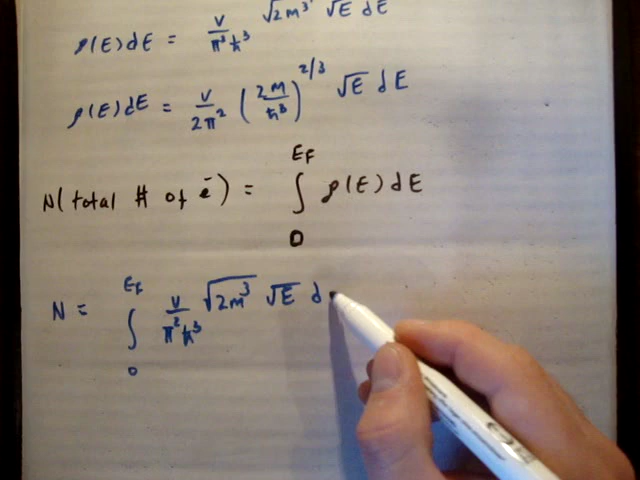 ρ(E)dE = V/π²ħ³ √2m³ √E dE
ρ(E)dE = V/2π² (2m/ħ³)^2/3 √E dE
N(total # of e⁻) = ∫₀^EF ρ(E)dE
N = ∫₀^Ef V/π²ħ³ √2m³ √E d